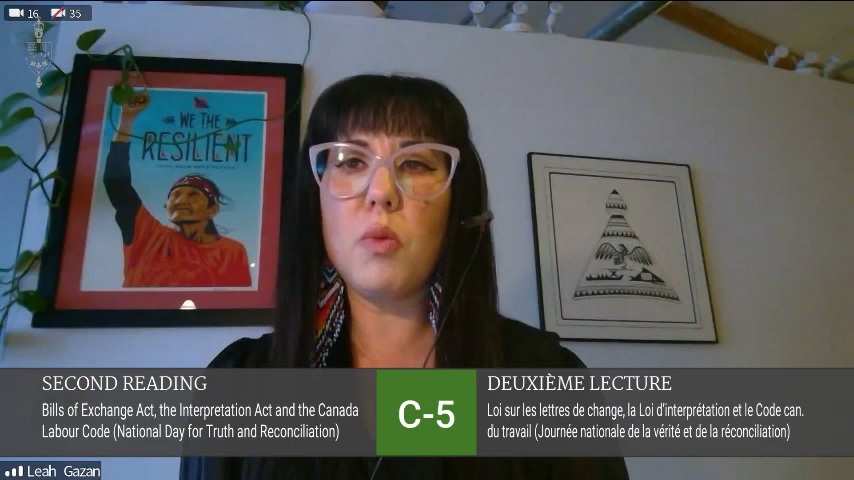 16 35
WE THE
RESILIENT
SECOND READING
Bills of Exchange Act, the Interpretation Act and the Canada
Labour Code (National Day for Truth and Reconciliation)
C-5
DEUXIÈME LECTURE
Loi sur les lettres de change, la Loi d'interprétation et le Code can.
du travail (Journée nationale de la vérité et de la réconciliation)
Leah Gazan